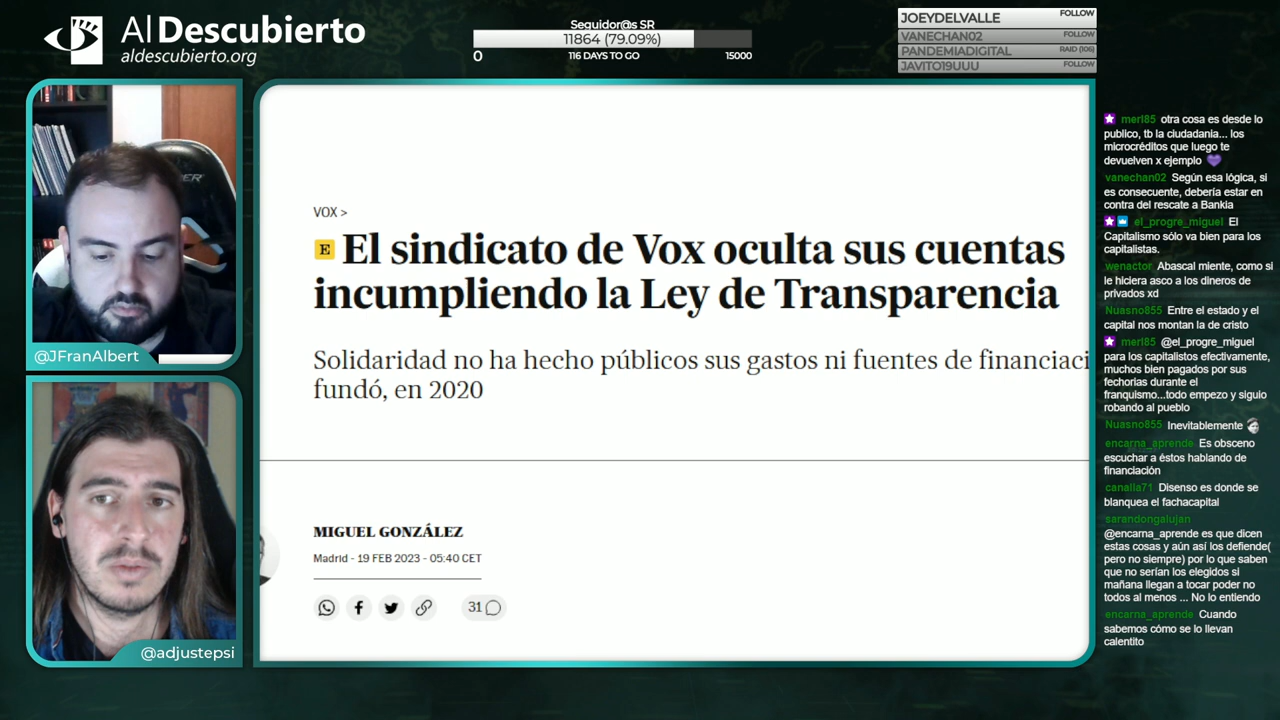 Al Descubierto
aldescubierto.org
Seguidor@s SR
11864 (79.09%)
0
116 DAYS TO GO
15000
JOEYDELVALLE FOLLOW
VANECHAN02 FOLLOW
PANDEMIADIGITAL RAID (106)
JAVITO19UUU FOLLOW
@JFranAlbert
@adjustepsi
VOX >
E El sindicato de Vox oculta sus cuentas
incumpliendo la Ley de Transparencia
Solidaridad no ha hecho públicos sus gastos ni fuentes de financiaci
fundó, en 2020
MIGUEL GONZÁLEZ
Madrid - 19 FEB 2023 - 05:40 CET
31
merl85 otra cosa es desde lo
publico, tb la ciudadania... los
microcréditos que luego te
devuelven x ejemplo
vanechan02 Según esa lógica, si
es consecuente, debería estar en
contra del rescate a Bankia
el_progre_miguel El
Capitalismo sólo va bien para los
capitalistas.
wenactor Abascal miente, como si
le hiciera asco a los dineros de
privados xd
Nuasno855 Entre el estado y el
capital nos montan la de cristo
merl85 @el_progre_miguel
para los capitalistas efectivamente,
muchos bien pagados por sus
fechorias durante el
franquismo...todo empezo y siguio
robando al pueblo
Nuasno855 Inevitablemente
encarna_aprende Es obsceno
escuchar a éstos hablando de
financiación
canalla71 Disenso es donde se
blanquea el fachacapital
sarandongalujan
@encarna_aprende es que dicen
estas cosas y aún así los defiende(
pero no siempre) por lo que saben
que no serían los elegidos si
mañana llegan a tocar poder no
todos al menos ... No lo entiendo
encarna_aprende Cuando
sabemos cómo se lo llevan
calentito